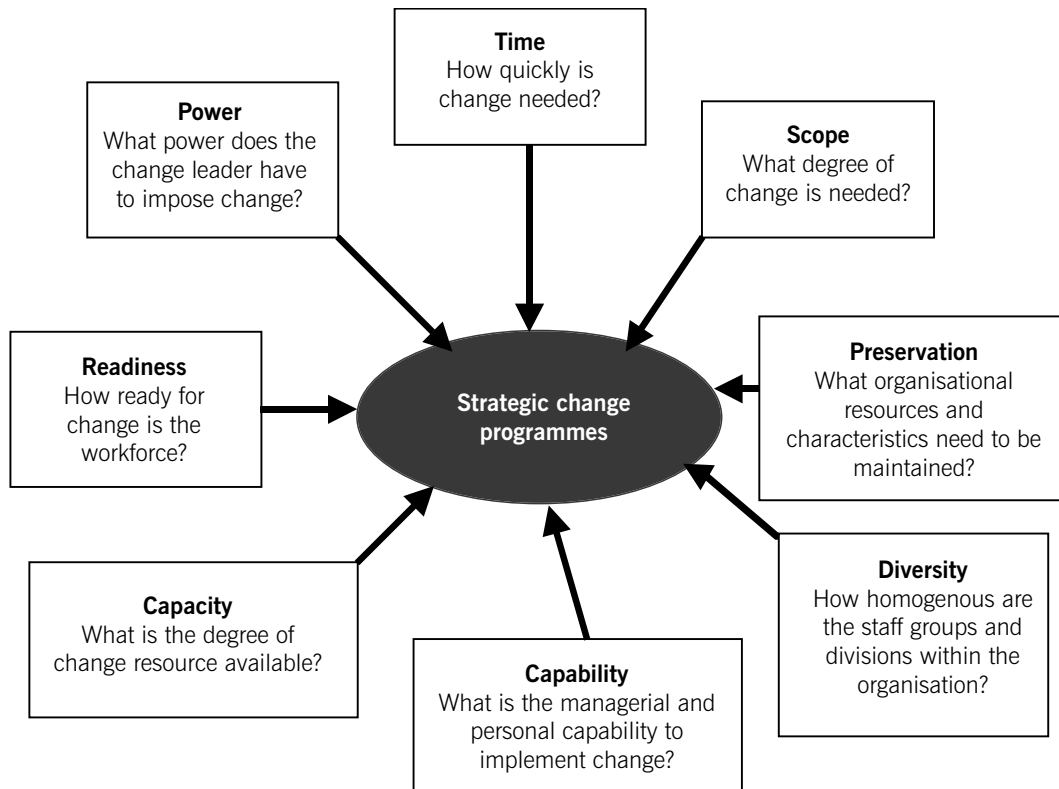 Time
How quickly is
change needed?
Power
What power does the
change leader have
to impose change?
Scope
What degree of
change is needed?
Readiness
How ready for
change is the
workforce?
Strategic change
programmes
Preservation
What organisational
resources and
characteristics need to be
maintained?
Capacity
What is the degree of
change resource available?
Capability
What is the managerial and
personal capability to
implement change?
Diversity
How homogenous are
the staff groups and
divisions within the
organisation?